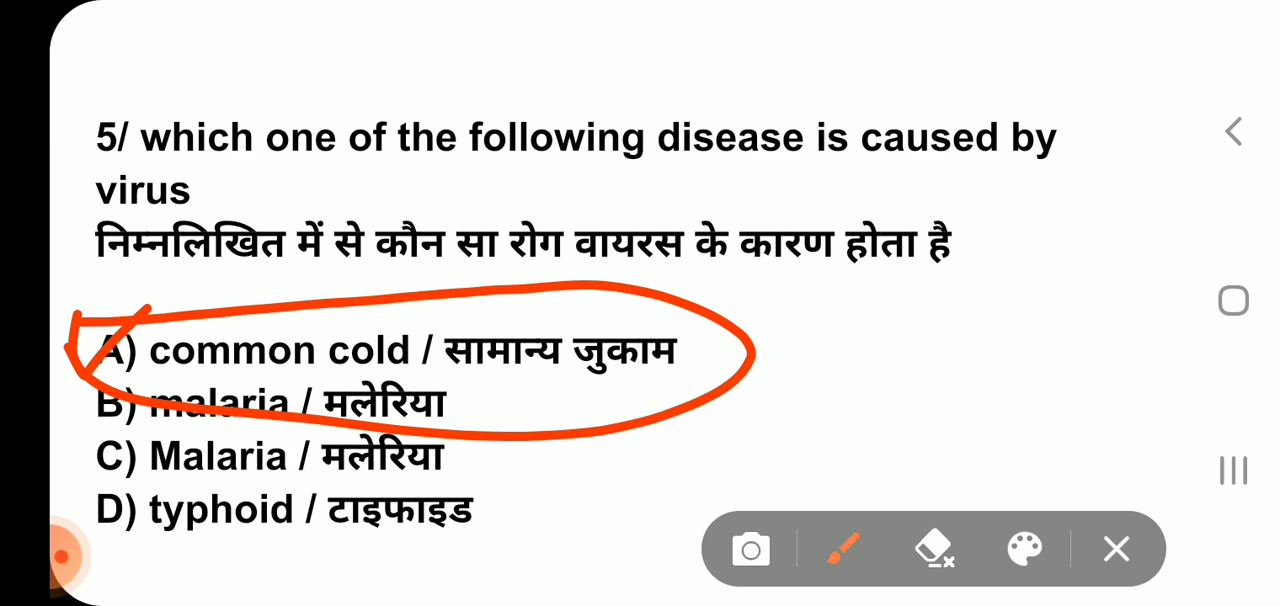 5/ which one of the following disease is caused by
virus
निम्नलिखित में से कौन सा रोग वायरस के कारण होता है
A) common cold / सामान्य जुकाम
B) malaria / मलेरिया
C) Malaria / मलेरिया
D) typhoid / टाइफाइड